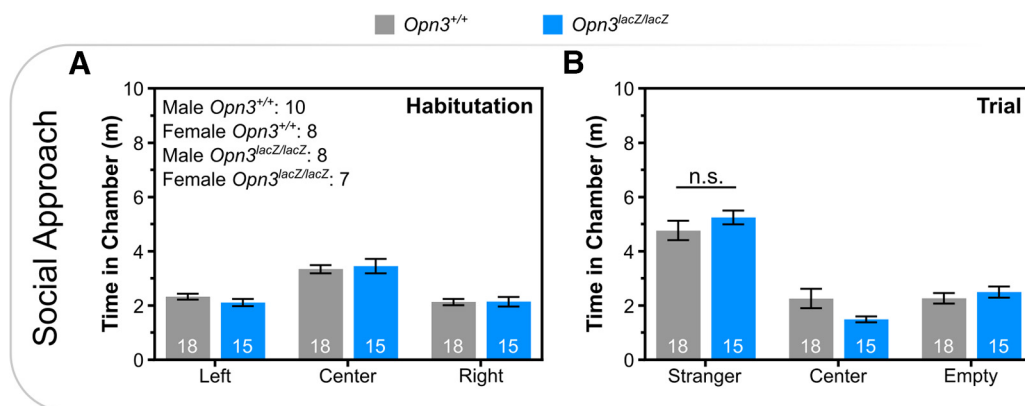 Opn3+/+ Opn3lacZ/lacZ
Social Approach
A
Habitutation
Male Opn3+/+: 10
Female Opn3+/+: 8
Male Opn3lacZ/lacZ: 8
Female Opn3lacZ/lacZ: 7
Time in Chamber (m)
10
8
6
4
2
0
18 15 18 15 18 15
Left Center Right
B
Trial
n.s.
Time in Chamber (m)
10
8
6
4
2
0
18 15 18 15 18 15
Stranger Center Empty